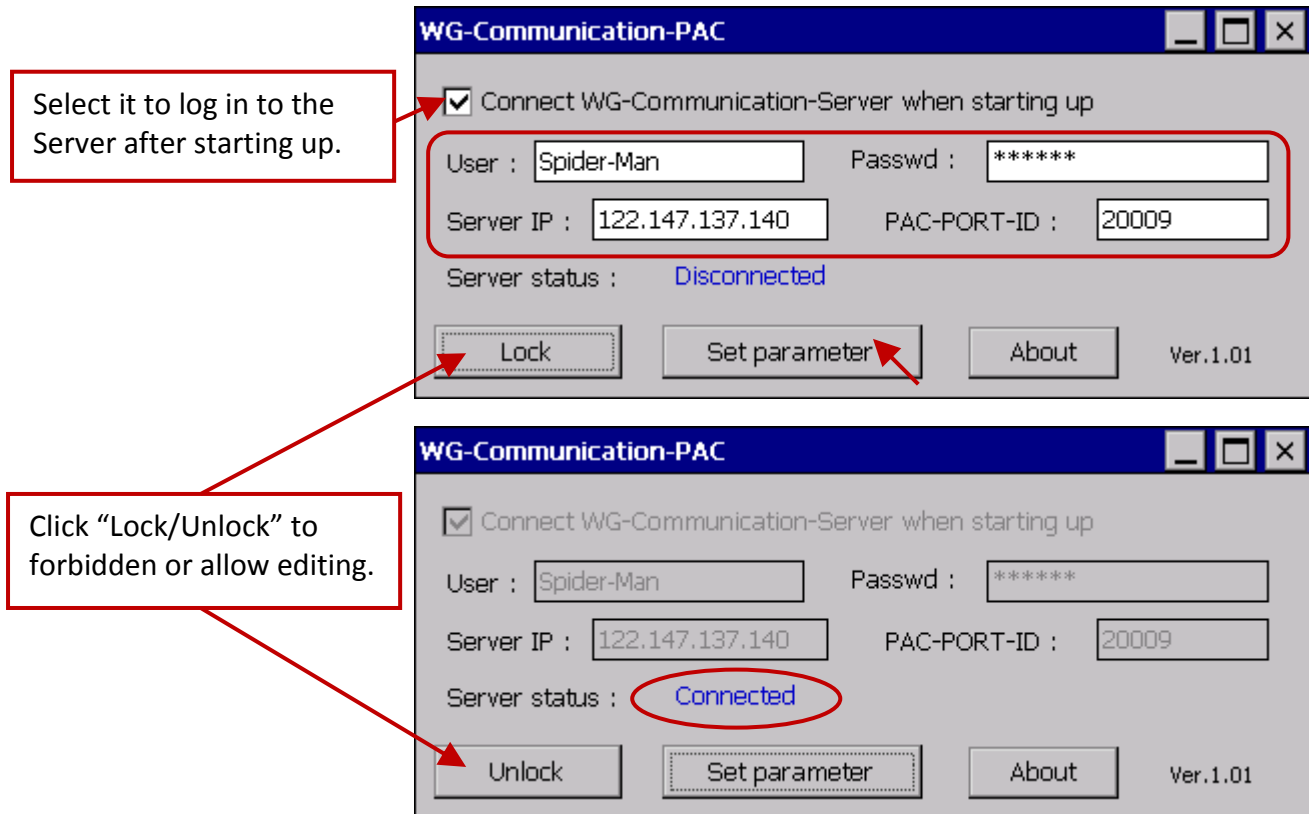 WG-Communication-PAC
Select it to log in to the
Server after starting up.
Connect WG-Communication-Server when starting up
User : Spider-Man Passwd : ******
Server IP : 122.147.137.140 PAC-PORT-ID : 20009
Server status : Disconnected
Lock Set parameter About Ver.1.01
WG-Communication-PAC
Click “Lock/Unlock” to
forbidden or allow editing.
Connect WG-Communication-Server when starting up
User : Spider-Man Passwd : ******
Server IP : 122.147.137.140 PAC-PORT-ID : 20009
Server status : Connected
Unlock Set parameter About Ver.1.01